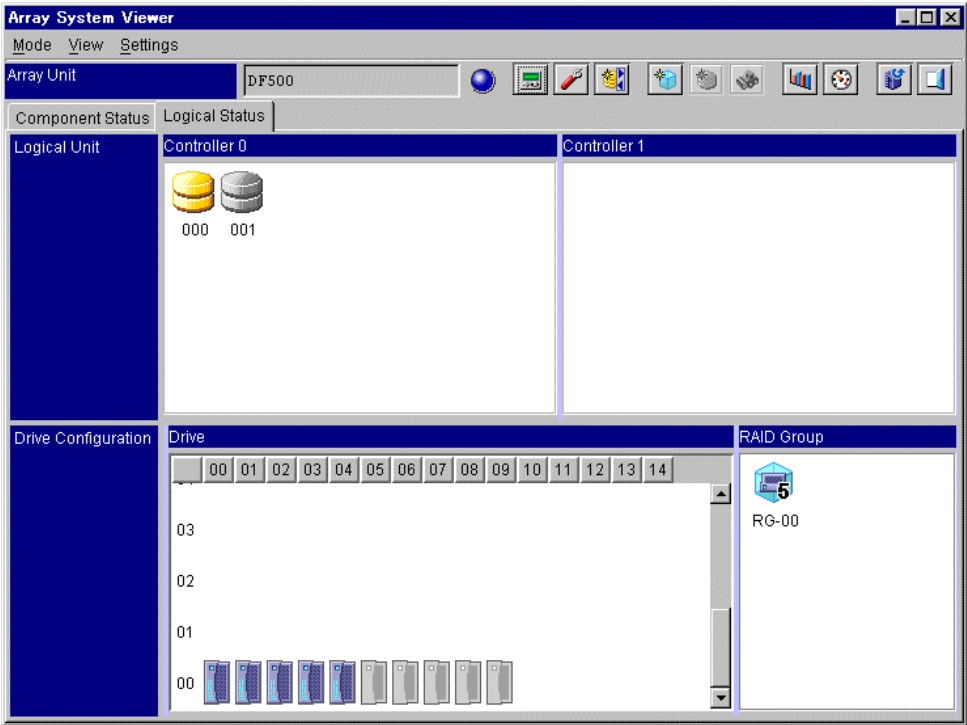 Array System Viewer
Mode View Settings
Array Unit DF500
Component Status Logical Status
Logical Unit Controller 0 Controller 1
000 001
Drive Configuration Drive RAID Group
00 01 02 03 04 05 06 07 08 09 10 11 12 13 14
5
RG-00
03
02
01
00